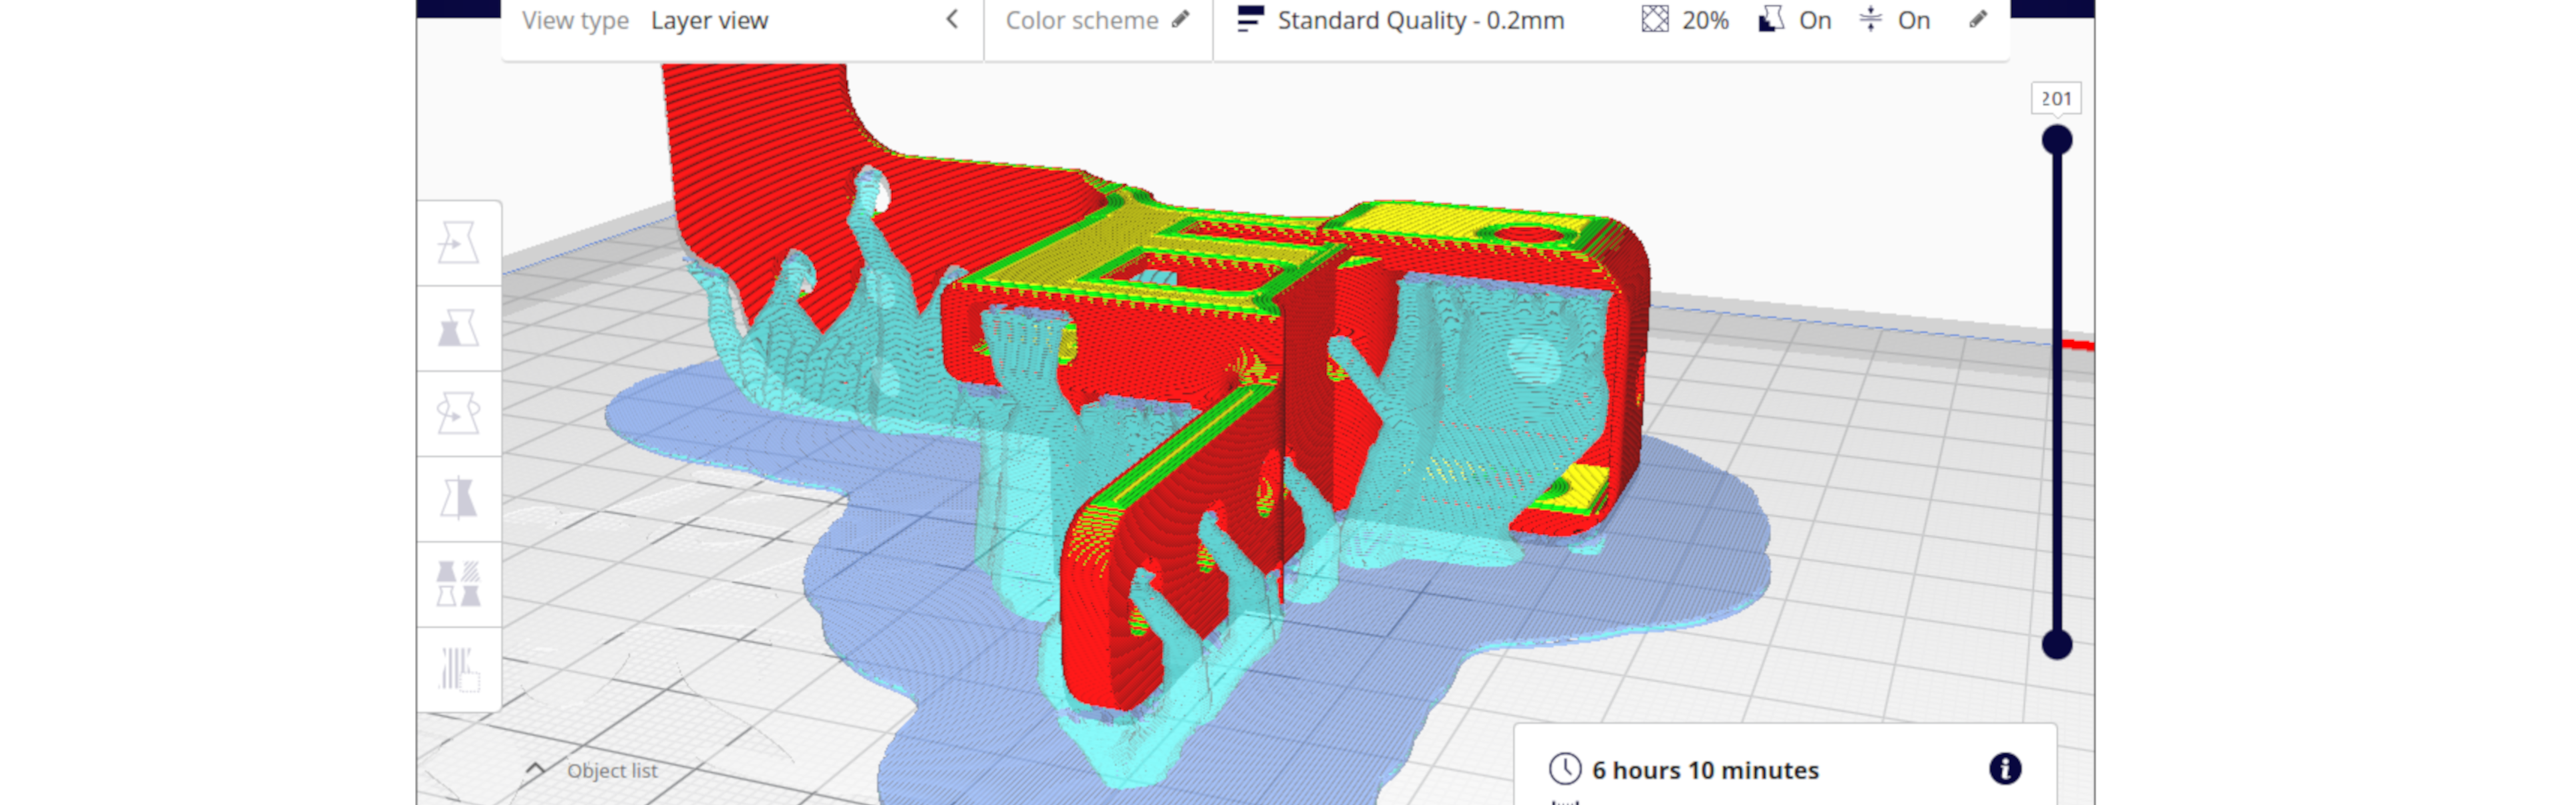 View type Layer view
Color scheme
Standard Quality - 0.2mm
20% On On
201
Object list
6 hours 10 minutes